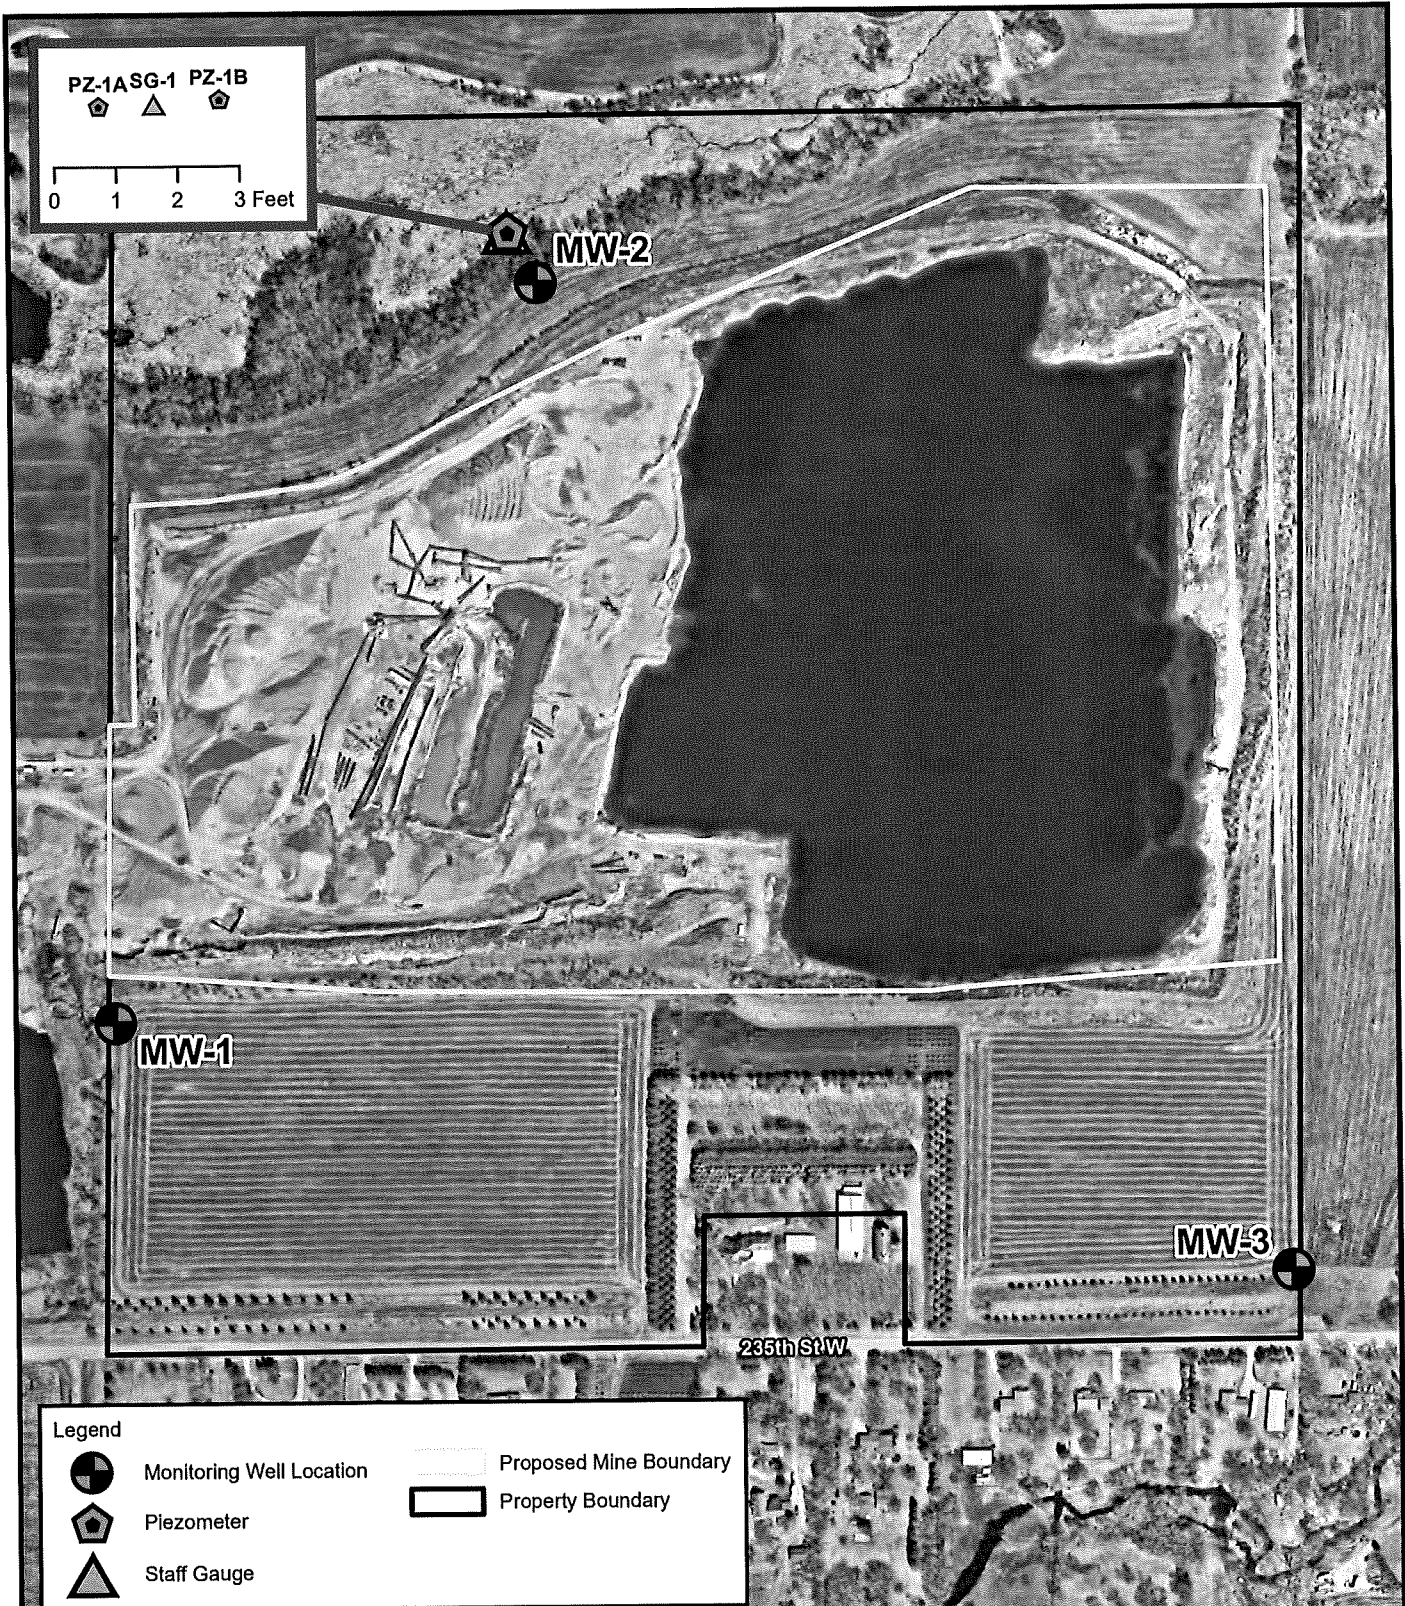 PZ-1A SG-1 PZ-1B
0 1 2 3 Feet
MW-2
MW-1
MW-3
235th St W
Legend
Monitoring Well Location
Piezometer
Staff Gauge
Proposed Mine Boundary
Property Boundary